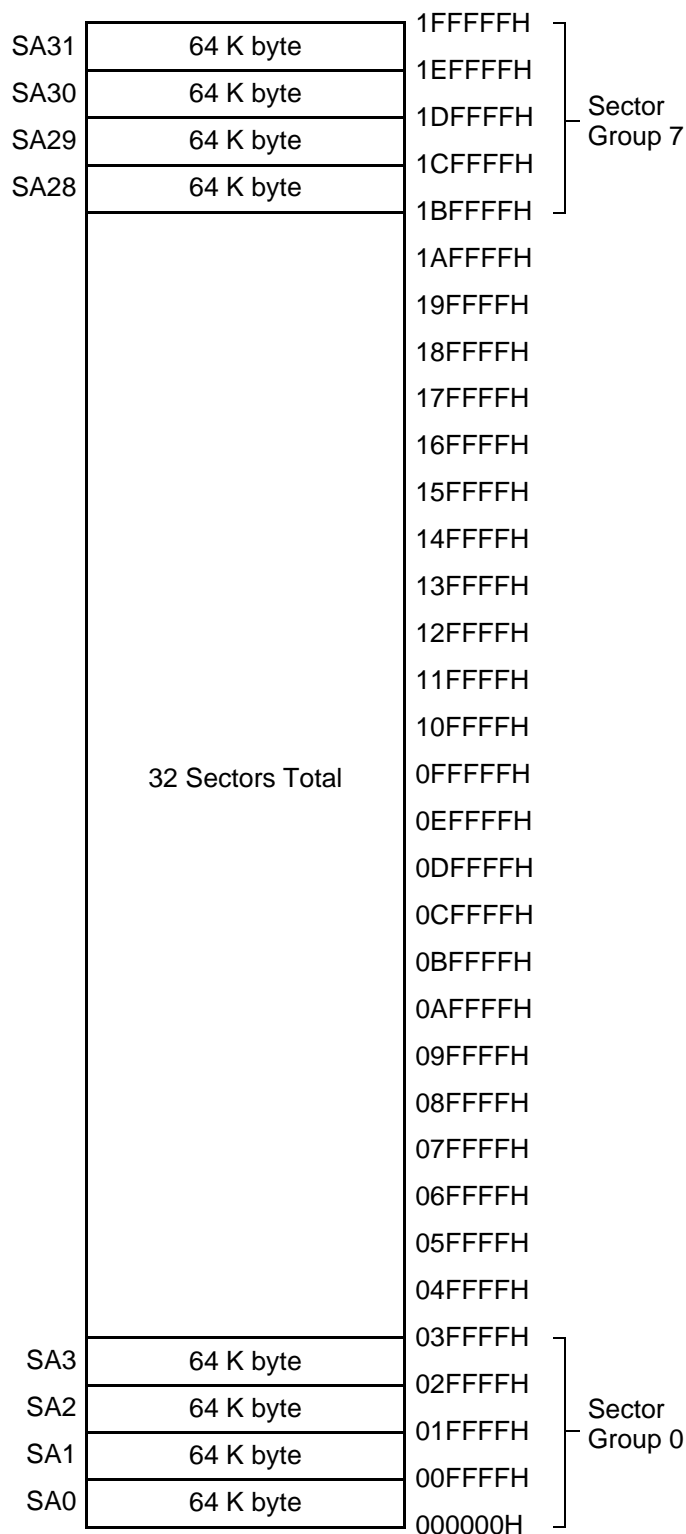 1FFFFFH
SA31 64 K byte
1EFFFFH
SA30 64 K byte
1DFFFFH
Sector
Group 7
SA29 64 K byte
1CFFFFH
SA28 64 K byte
1BFFFFH
1AFFFFH
19FFFFH
18FFFFH
17FFFFH
16FFFFH
15FFFFH
14FFFFH
13FFFFH
12FFFFH
11FFFFH
10FFFFH
32 Sectors Total
0FFFFFH
0EFFFFH
0DFFFFH
0CFFFFH
0BFFFFH
0AFFFFH
09FFFFH
08FFFFH
07FFFFH
06FFFFH
05FFFFH
04FFFFH
03FFFFH
SA3 64 K byte
02FFFFH
SA2 64 K byte
01FFFFH
Sector
Group 0
SA1 64 K byte
00FFFFH
SA0 64 K byte
000000H